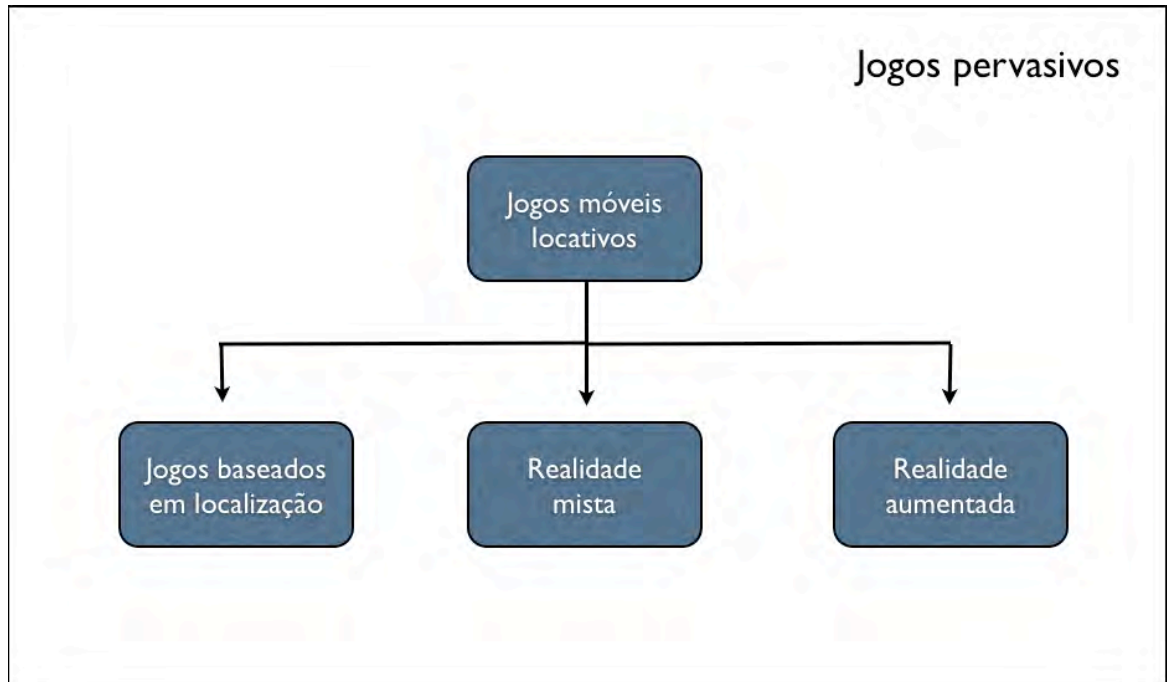 Jogos pervasivos
Jogos móveis
locativos
Jogos baseados
em localização
Realidade
mista
Realidade
aumentada